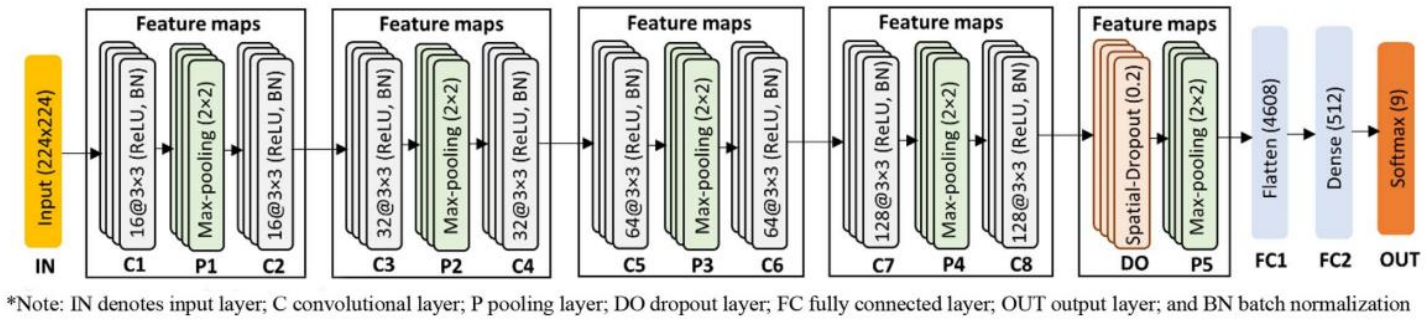 Feature maps Feature maps Feature maps Feature maps Feature maps
Input (224x224)
16@3×3 (ReLU, BN)
Max-pooling (2×2)
16@3×3 (ReLU, BN)
32@3×3 (ReLU, BN)
Max-pooling (2×2)
32@3×3 (ReLU, BN)
64@3×3 (ReLU, BN)
Max-pooling (2×2)
64@3×3 (ReLU, BN)
128@3×3 (ReLU, BN)
Max-pooling (2×2)
128@3×3 (ReLU, BN)
Spatial-Dropout (0.2)
Max-pooling (2×2)
Flatten (4608)
Dense (512)
Softmax (9)
IN C1 P1 C2 C3 P2 C4 C5 P3 C6 C7 P4 C8 DO P5 FC1 FC2 OUT
*Note: IN denotes input layer; C convolutional layer; P pooling layer; DO dropout layer; FC fully connected layer; OUT output layer; and BN batch normalization